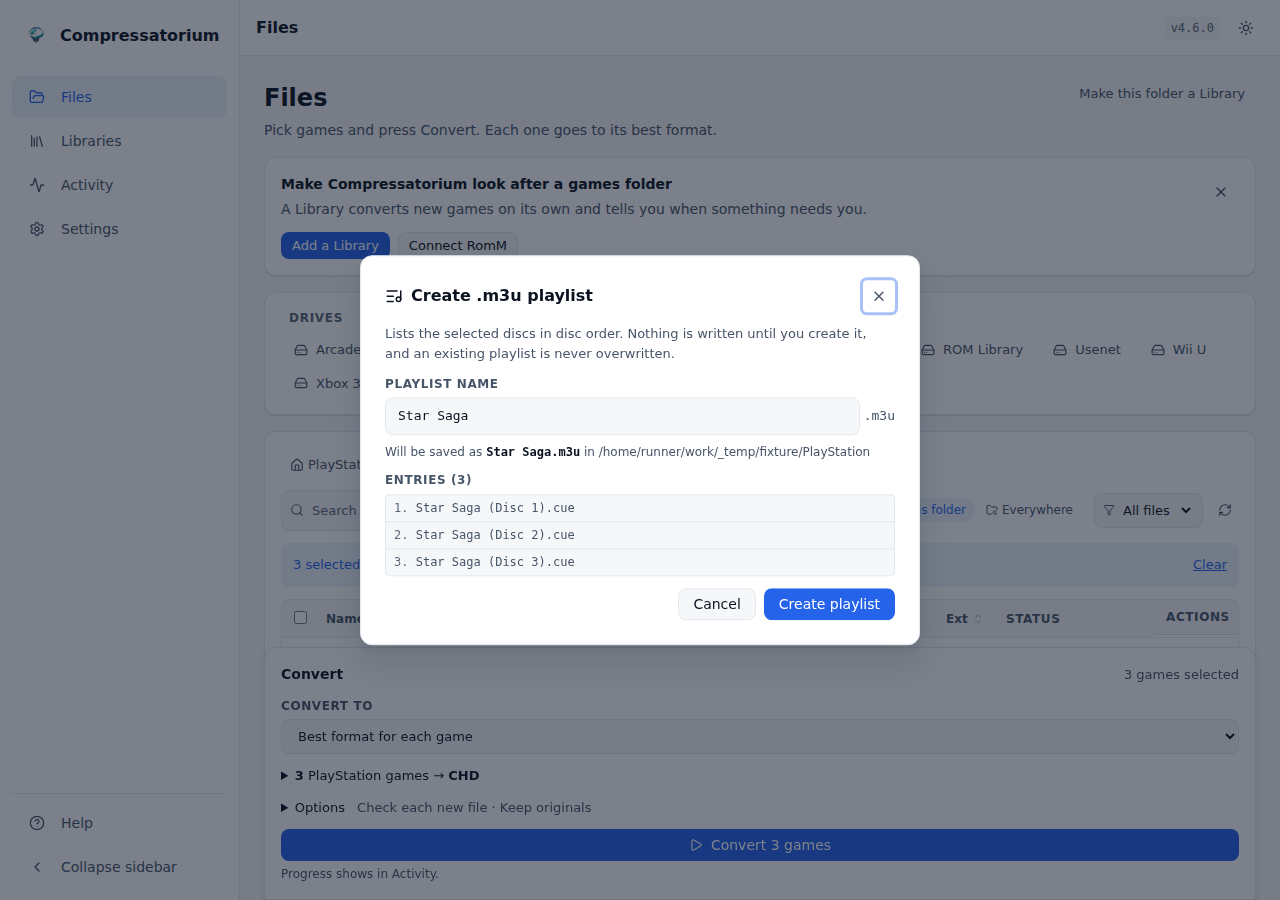 Compressatorium
Files
v4.6.0
Files
Libraries
Activity
Settings
Help
Collapse sidebar
Files
Make this folder a Library
Pick games and press Convert. Each one goes to its best format.
Make Compressatorium look after a games folder
A Library converts new games on its own and tells you when something needs you.
Add a Library
Connect RomM
DRIVES
Arcade
ROM Library
Usenet
Wii U
Xbox 3
PlayStat
Search
s folder
Everywhere
All files
3 selected
Clear
Name
Ext
STATUS
ACTIONS
Create .m3u playlist
Lists the selected discs in disc order. Nothing is written until you create it,
and an existing playlist is never overwritten.
PLAYLIST NAME
Star Saga
.m3u
Will be saved as Star Saga.m3u in /home/runner/work/_temp/fixture/PlayStation
ENTRIES (3)
1. Star Saga (Disc 1).cue
2. Star Saga (Disc 2).cue
3. Star Saga (Disc 3).cue
Cancel
Create playlist
Convert
3 games selected
CONVERT TO
Best format for each game
3 PlayStation games → CHD
Options Check each new file · Keep originals
Convert 3 games
Progress shows in Activity.